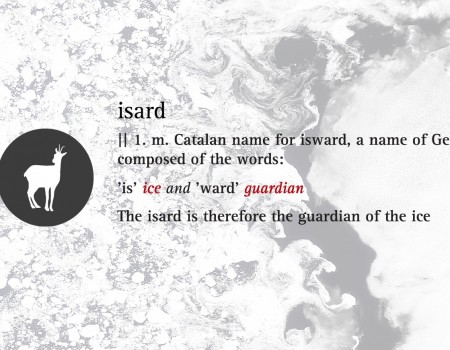 isard
|| 1. m. Catalan name for isward, a name of Ge
composed of the words:
'is' ice and 'ward' guardian
The isard is therefore the guardian of the ice